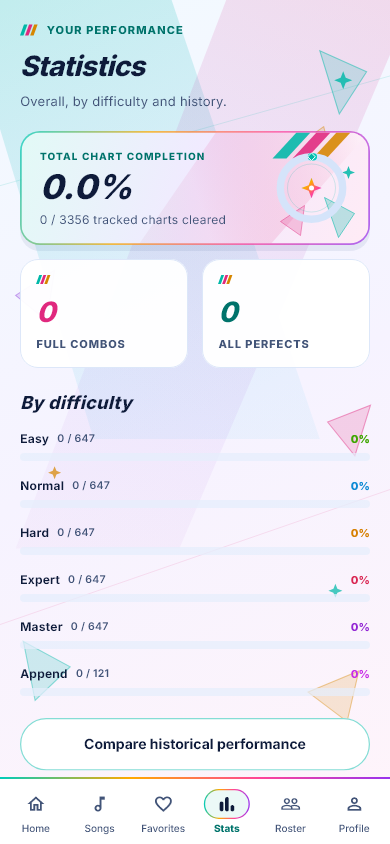 YOUR PERFORMANCE
Statistics
Overall, by difficulty and history.
TOTAL CHART COMPLETION
0.0%
0 / 3356 tracked charts cleared
0
FULL COMBOS
0
ALL PERFECTS
By difficulty
Easy 0 / 647 0%
Normal 0 / 647 0%
Hard 0 / 647 0%
Expert 0 / 647 0%
Master 0 / 647 0%
Append 0 / 121 0%
Compare historical performance
Home Songs Favorites Stats Roster Profile